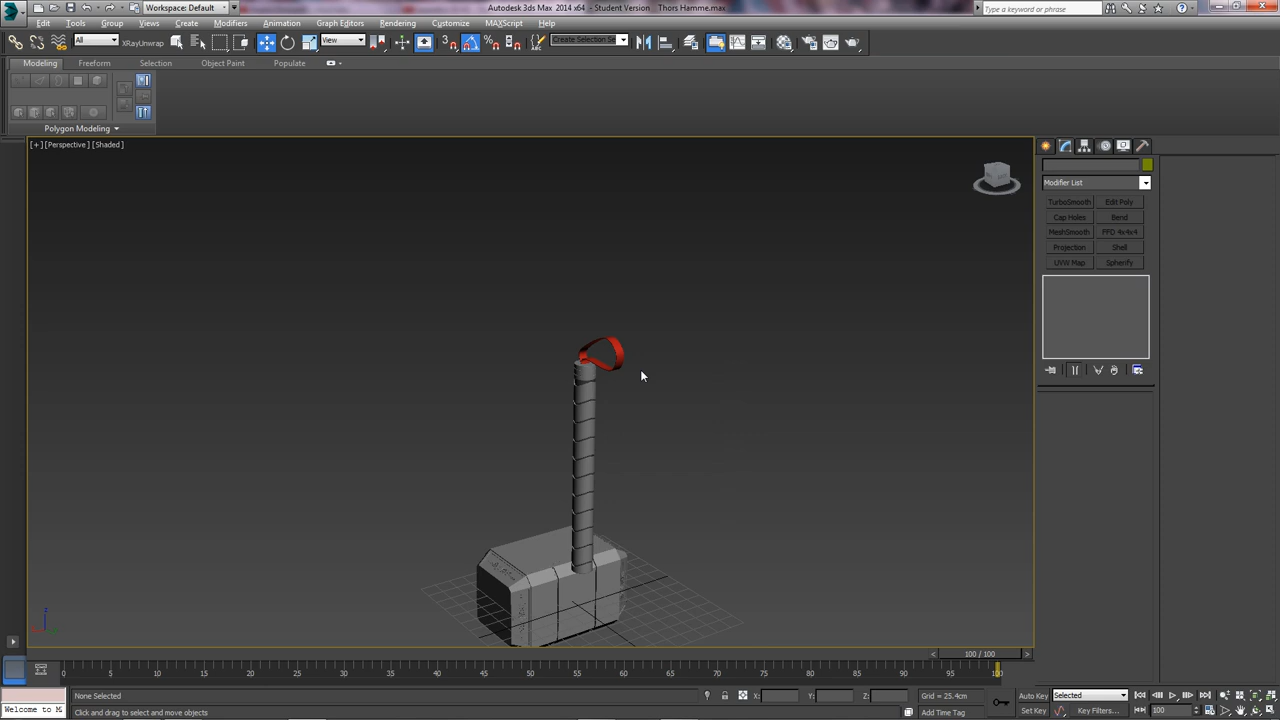 Workspace: Default
Autodesk 3ds Max 2014 x64 - Student Version Thors Hamme.max
Type a keyword or phrase
Edit Tools Group Views Create Modifiers Animation Graph Editors Rendering Customize MAXScript Help
All XRayUnwrap View Create Selection Se
Modeling Freeform Selection Object Paint Populate
Polygon Modeling
[+] [Perspective] [Shaded]
Modifier List
TurboSmooth Edit Poly
Cap Holes Bend
MeshSmooth FFD 4x4x4
Projection Shell
UVW Map Spherify
z
100 / 100
0 5 10 15 20 25 30 35 40 45 50 55 60 65 70 75 80 85 90 95 100
None Selected X: Y: Z: Grid = 25.4cm Auto Key Selected
Welcome to M Click and drag to select and move objects Add Time Tag Set Key Key Filters... 100